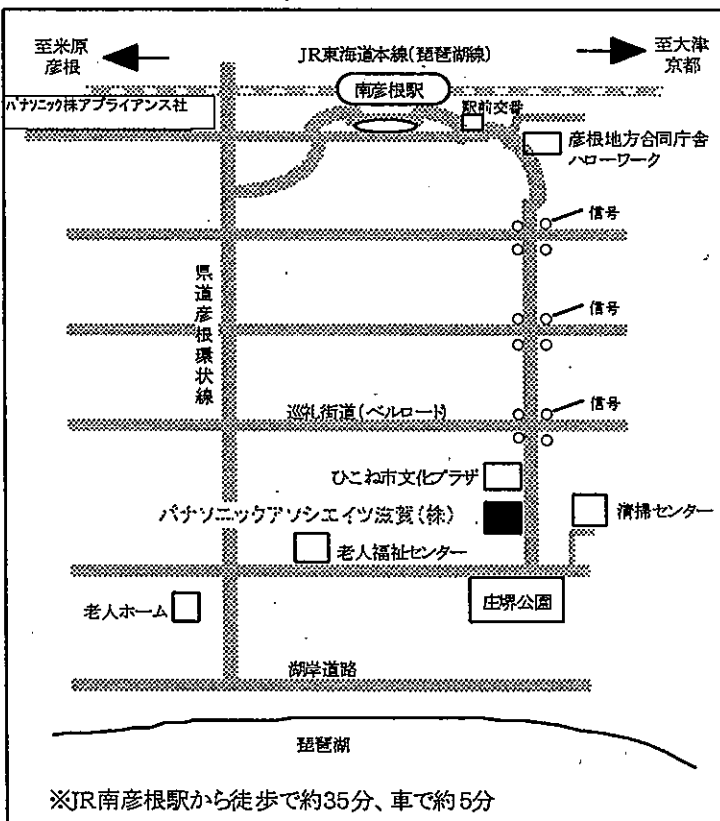 至米原
彦根
JR東海道本線(琵琶湖線)
至大津
京都
南彦根駅
パナソニック株アプライアンス社
駅前交番
彦根地方合同庁舎
ハローワーク
信号
県道彦根環状線
信号
巡礼街道(ベルロード)
信号
ひこね市文化プラザ
パナソニックアソシエイツ滋賀(株)
清掃センター
老人福祉センター
老人ホーム
庄堺公園
湖岸道路
琵琶湖
※JR南彦根駅から徒歩で約35分、車で約5分